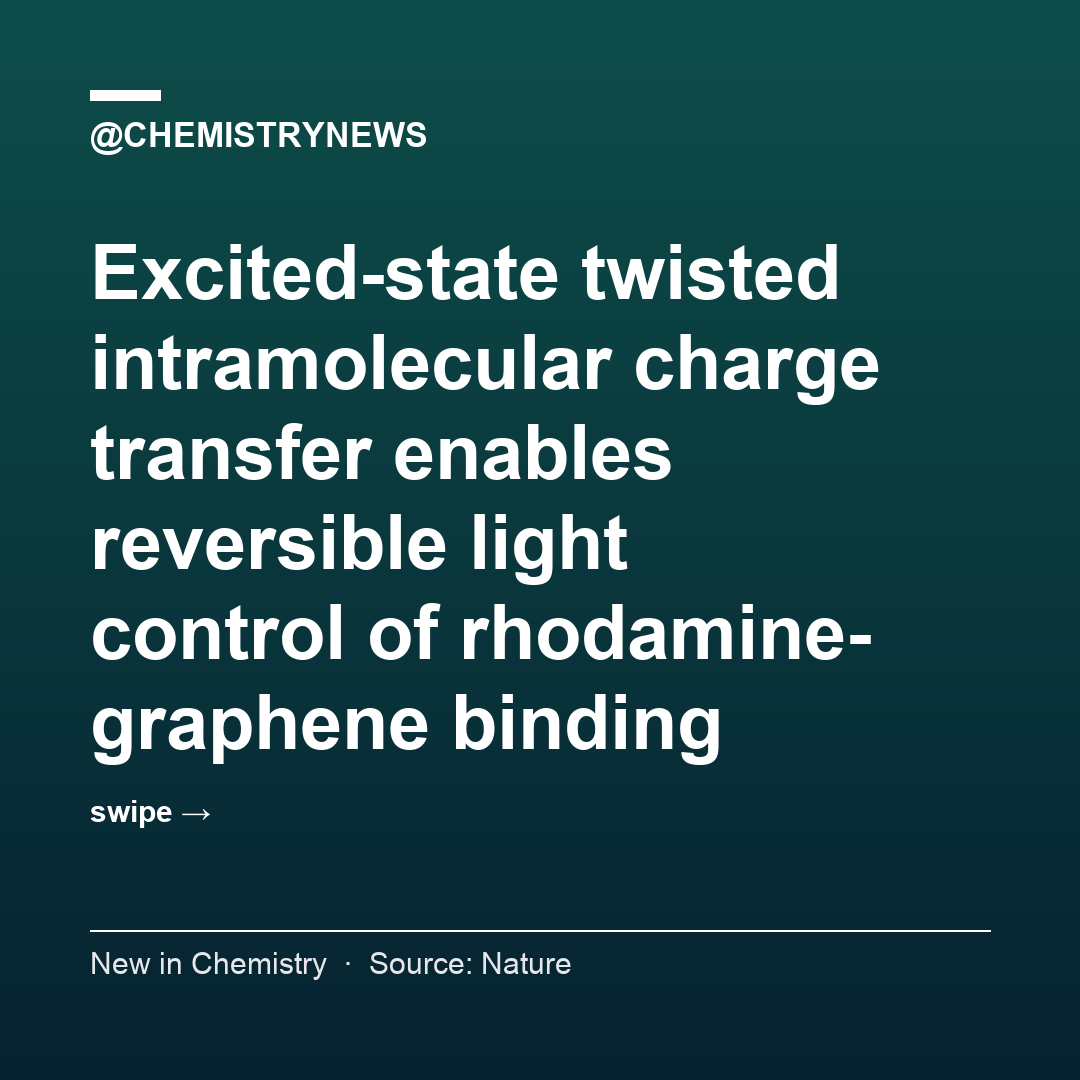 @CHEMISTRYNEWS
Excited-state twisted
intramolecular charge
transfer enables
reversible light
control of rhodamine-
graphene binding
swipe →
New in Chemistry · Source: Nature